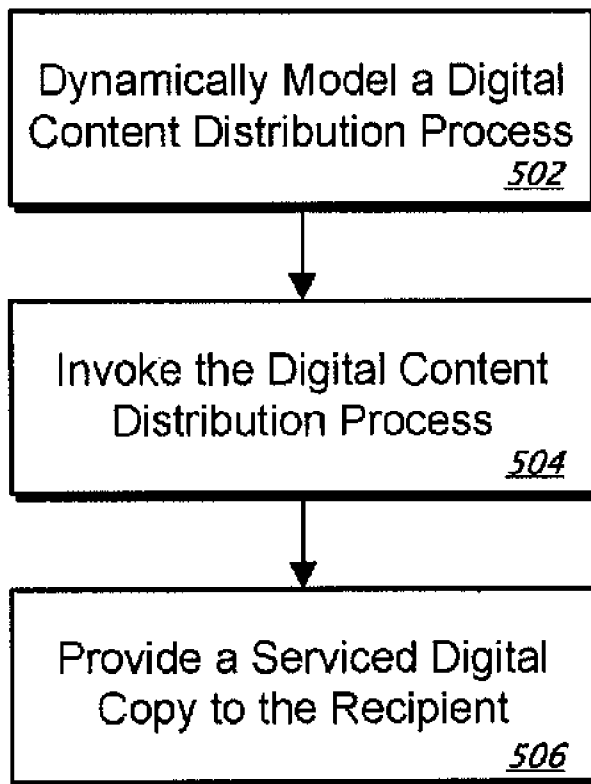 Dynamically Model a Digital
Content Distribution Process
502
Invoke the Digital Content
Distribution Process
504
Provide a Serviced Digital
Copy to the Recipient
506